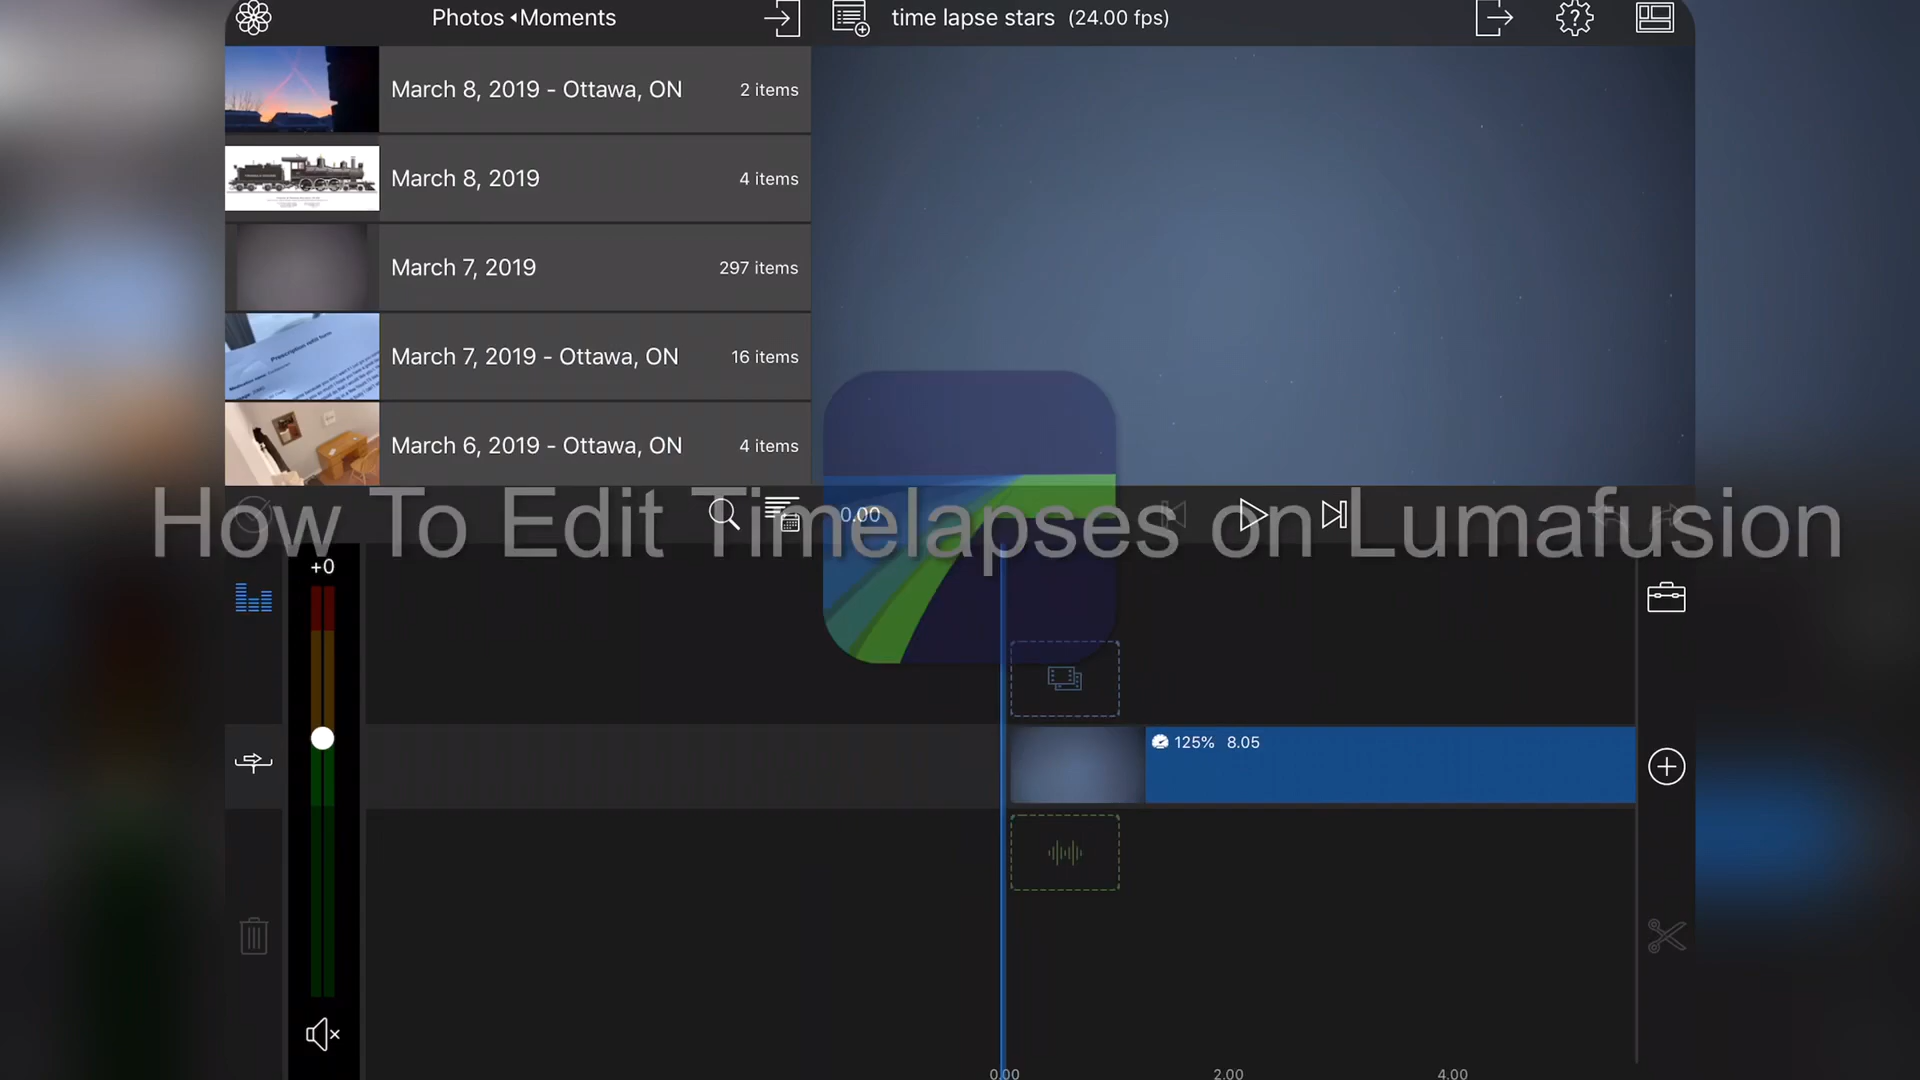 Photos ◂ Moments
time lapse stars (24.00 fps)
March 8, 2019 - Ottawa, ON 2 items
March 8, 2019 4 items
March 7, 2019 297 items
Prescription refill
March 7, 2019 - Ottawa, ON 16 items
March 6, 2019 - Ottawa, ON 4 items
0.00
How To Edit Timelapses on Lumafusion
+0
125% 8.05
0.00 2.00 4.00